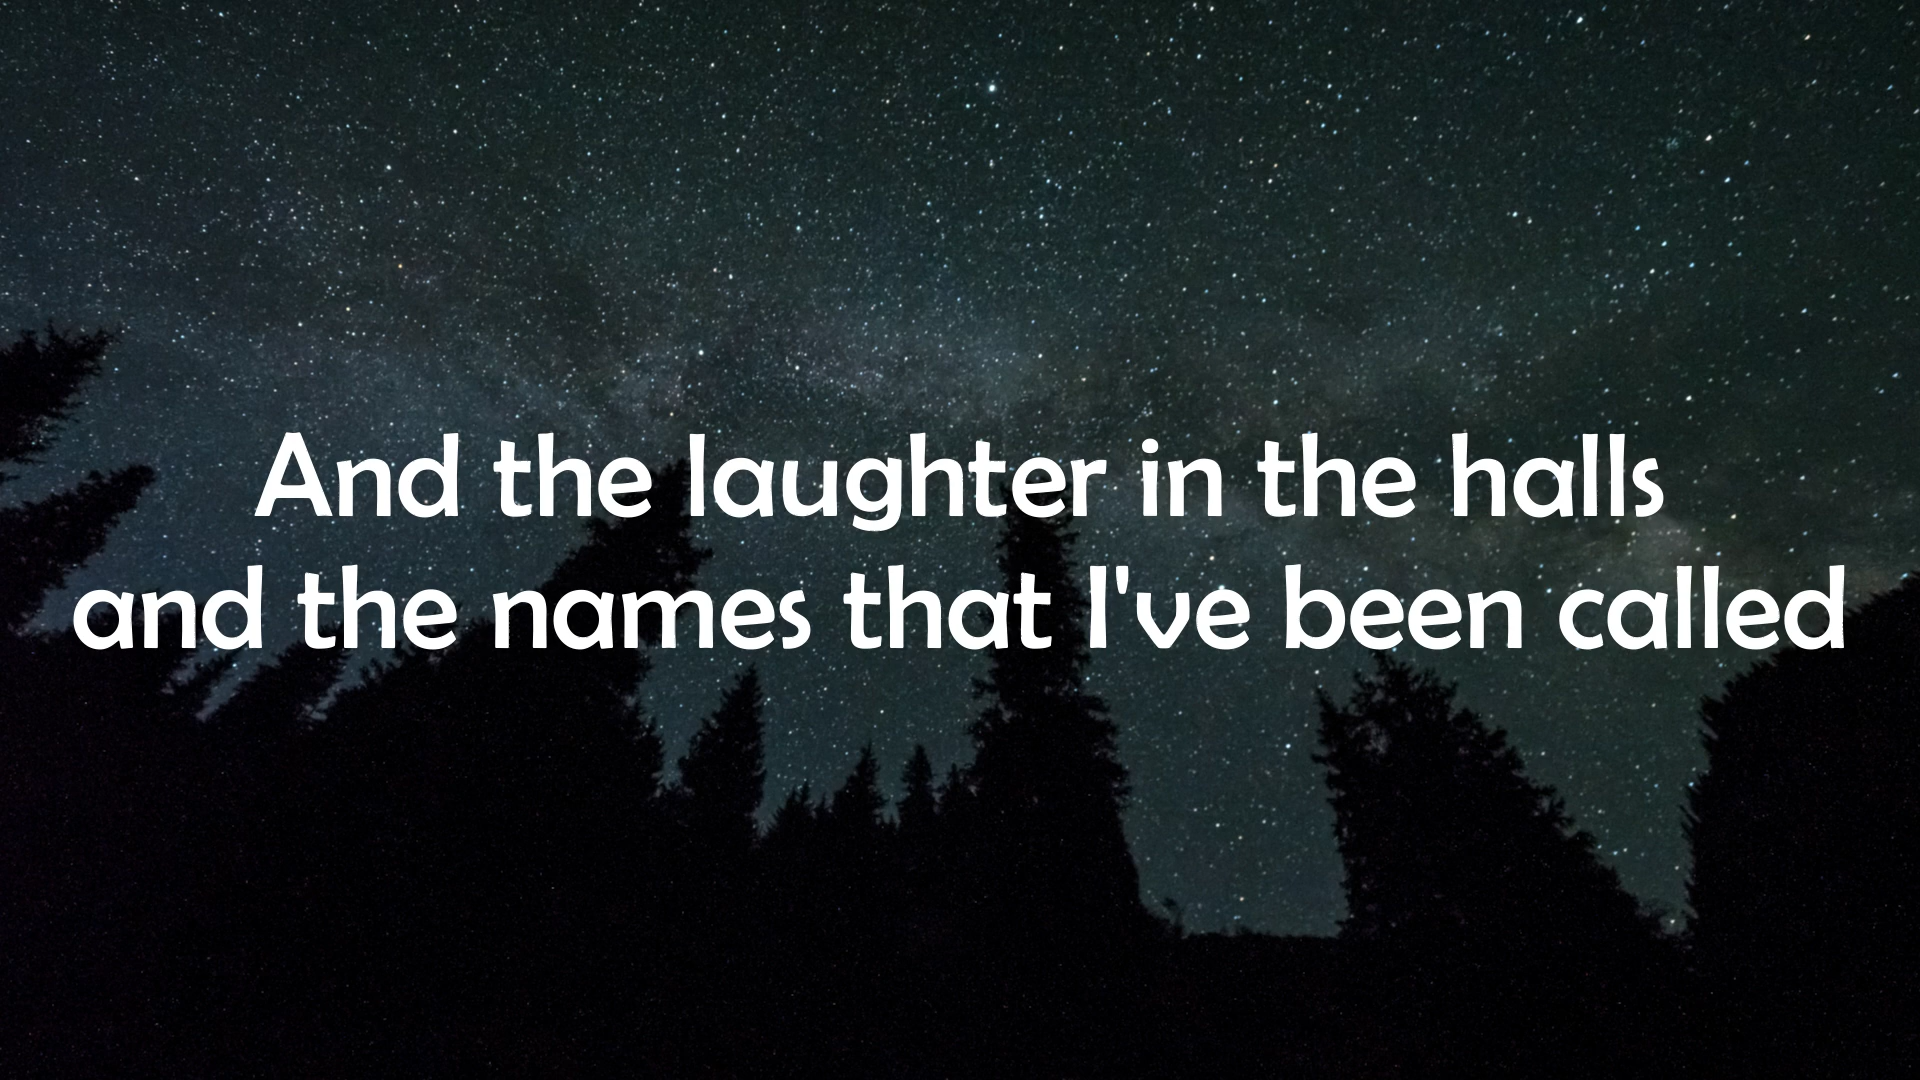 And the laughter in the halls
and the names that I've been called